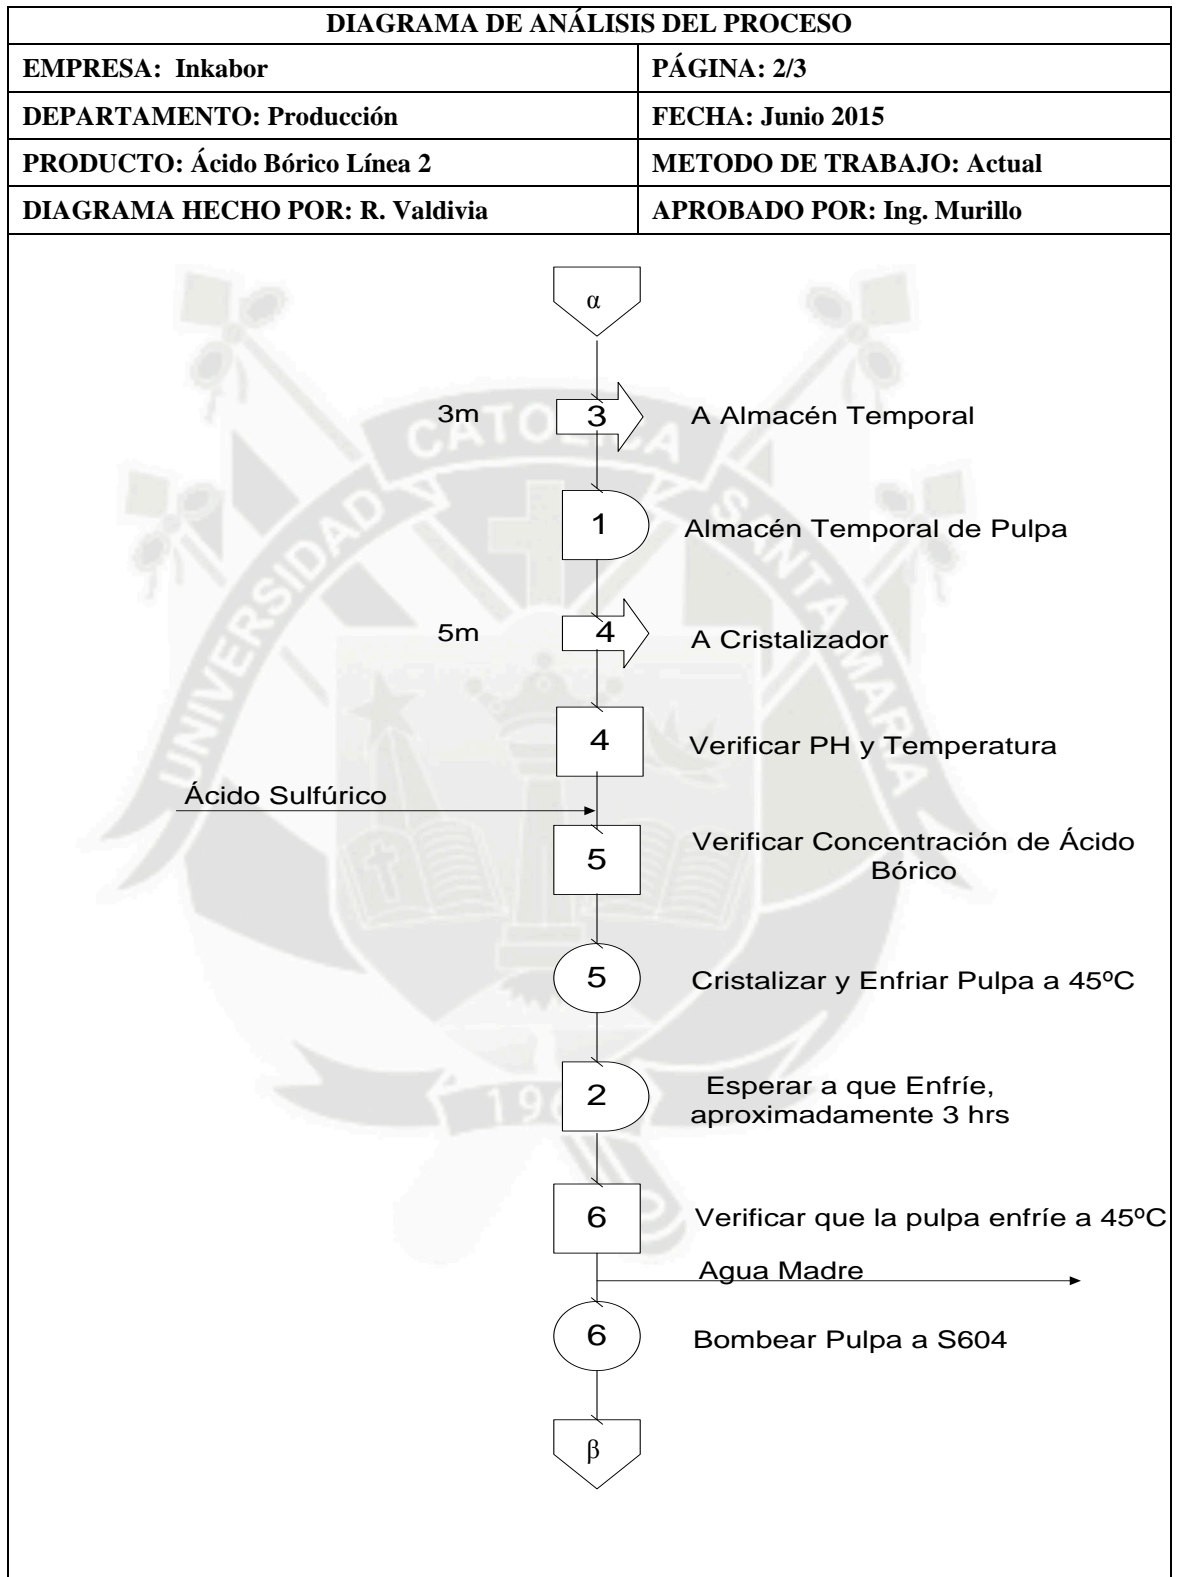 DIAGRAMA DE ANÁLISIS DEL PROCESO
EMPRESA: Inkabor
PÁGINA: 2/3
DEPARTAMENTO: Producción
FECHA: Junio 2015
PRODUCTO: Ácido Bórico Línea 2
METODO DE TRABAJO: Actual
DIAGRAMA HECHO POR: R. Valdivia
APROBADO POR: Ing. Murillo
α
3m
3
A Almacén Temporal
1
Almacén Temporal de Pulpa
5m
4
A Cristalizador
4
Verificar PH y Temperatura
Ácido Sulfúrico
5
Verificar Concentración de Ácido
Bórico
5
Cristalizar y Enfriar Pulpa a 45ºC
2
Esperar a que Enfríe,
aproximadamente 3 hrs
6
Verificar que la pulpa enfríe a 45ºC
Agua Madre
6
Bombear Pulpa a S604
β
UNIVERSIDAD
SANTA MARIA